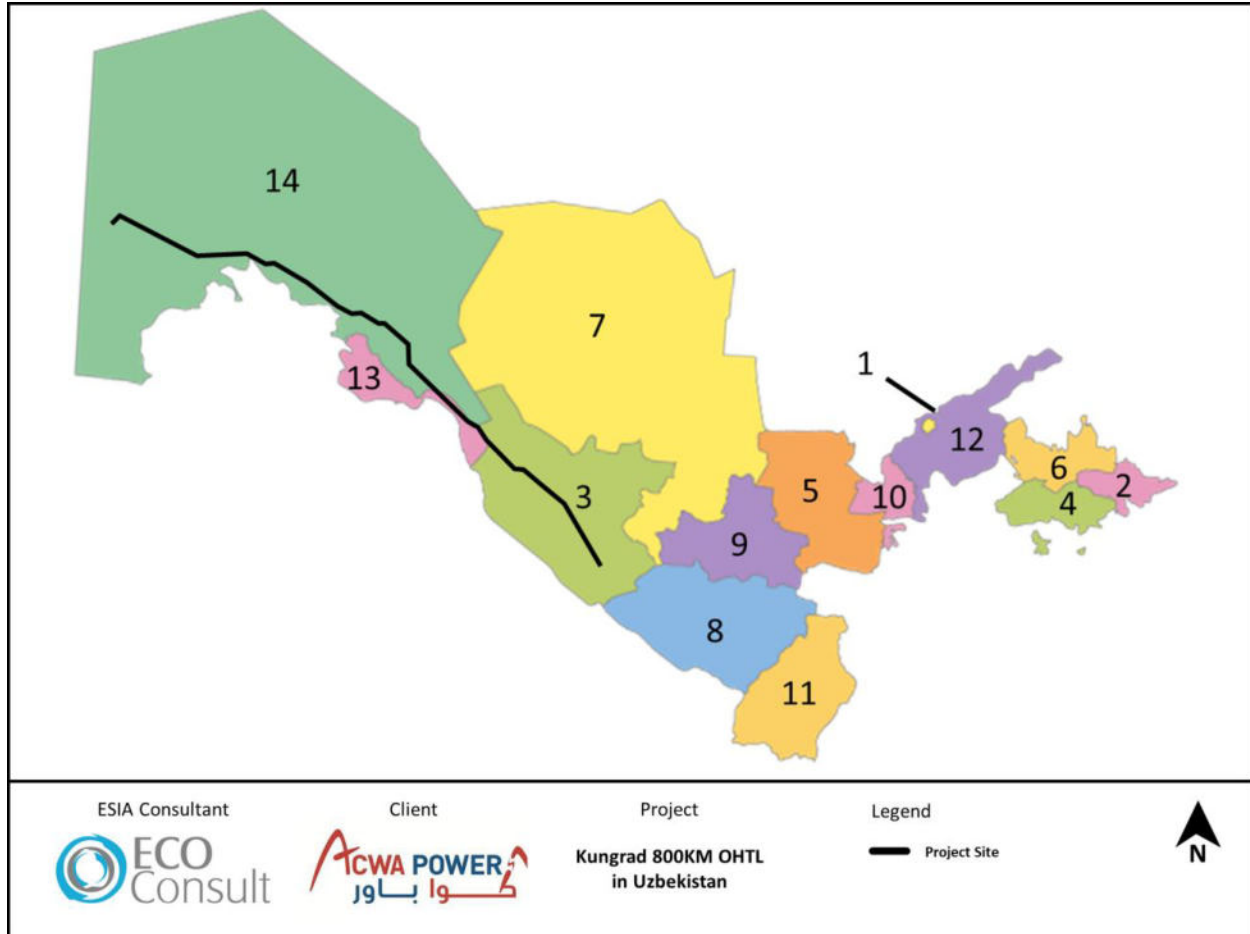 14
7
1
13
12
6
2
3
5
10
4
9
8
11
ESIA Consultant
Client
Project
Legend
ECO
Consult
ACWA POWER
أكوا باور
Kungrad 800KM OHTL
in Uzbekistan
Project Site
N